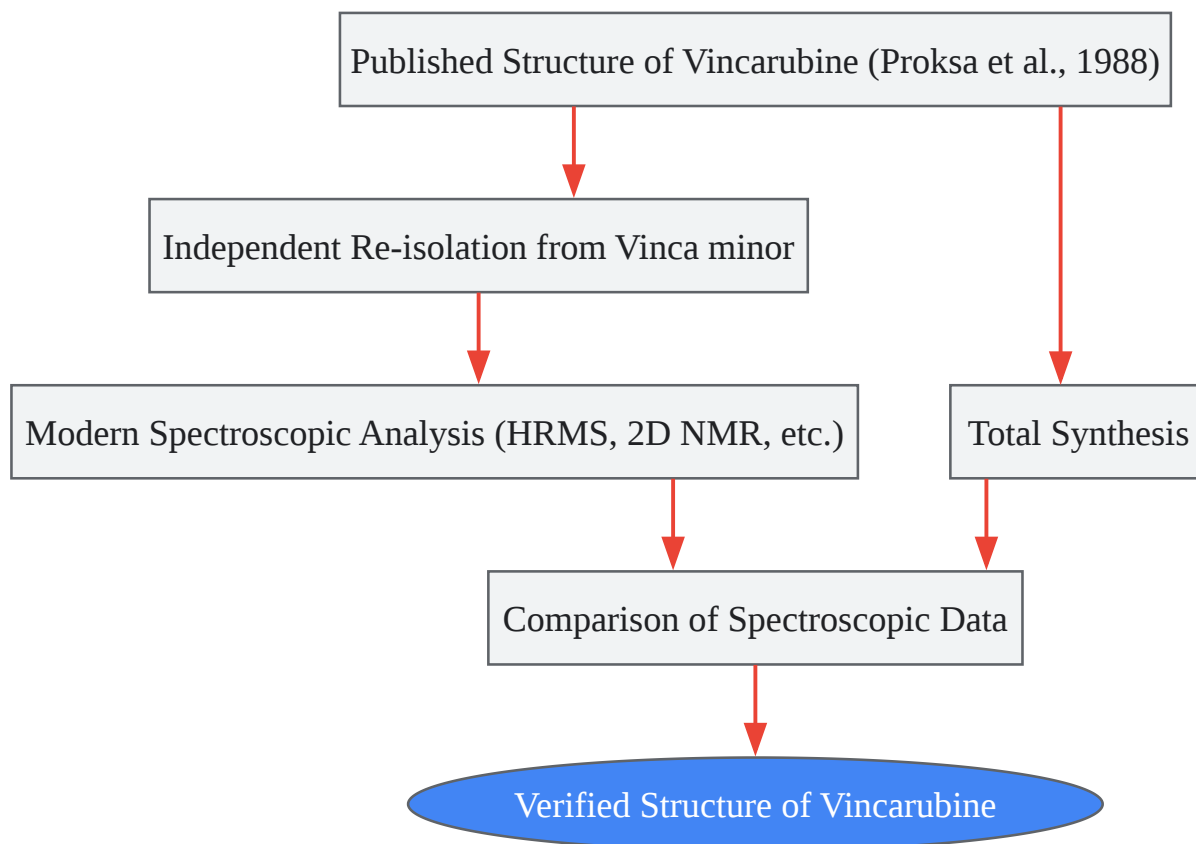 Published Structure of Vincarubine (Proksa et al., 1988)
Independent Re-isolation from Vinca minor
Modern Spectroscopic Analysis (HRMS, 2D NMR, etc.)
Total Synthesis
Comparison of Spectroscopic Data
Verified Structure of Vincarubine